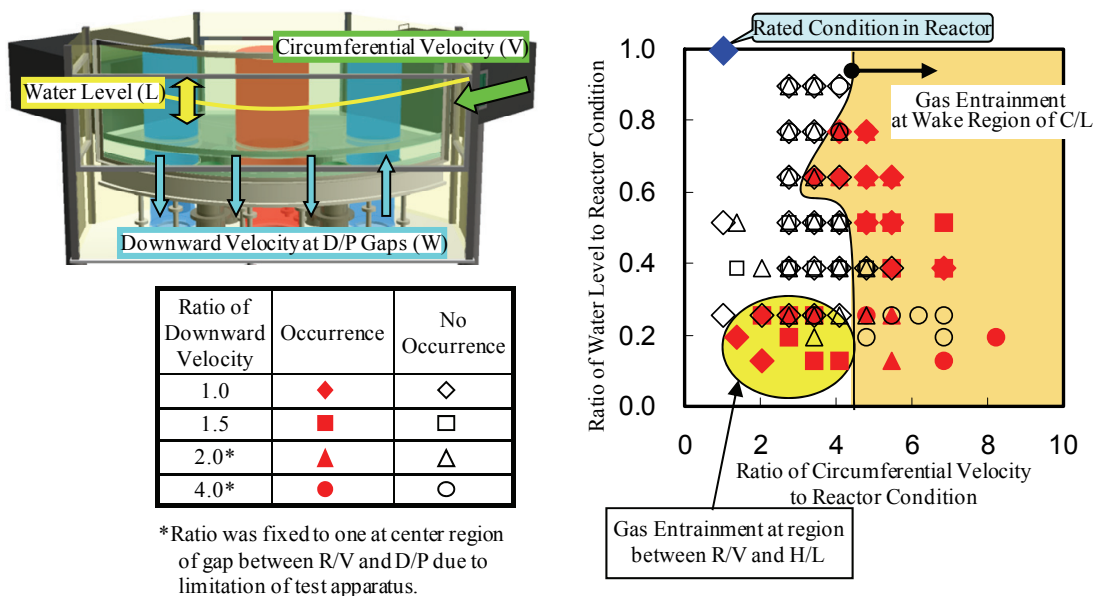 Circumferential Velocity (V)
Water Level (L)
Downward Velocity at D/P Gaps (W)
Ratio of
Downward
Velocity
Occurrence
No
Occurrence
1.0
1.5
2.0*
4.0*
*Ratio was fixed to one at center region
of gap between R/V and D/P due to
limitation of test apparatus.
Rated Condition in Reactor
Gas Entrainment
at Wake Region of C/L
Ratio of Water Level to Reactor Condition
1.0
0.8
0.6
0.4
0.2
0.0
0
2
4
6
8
10
Ratio of Circumferential Velocity
to Reactor Condition
Gas Entrainment at region
between R/V and H/L